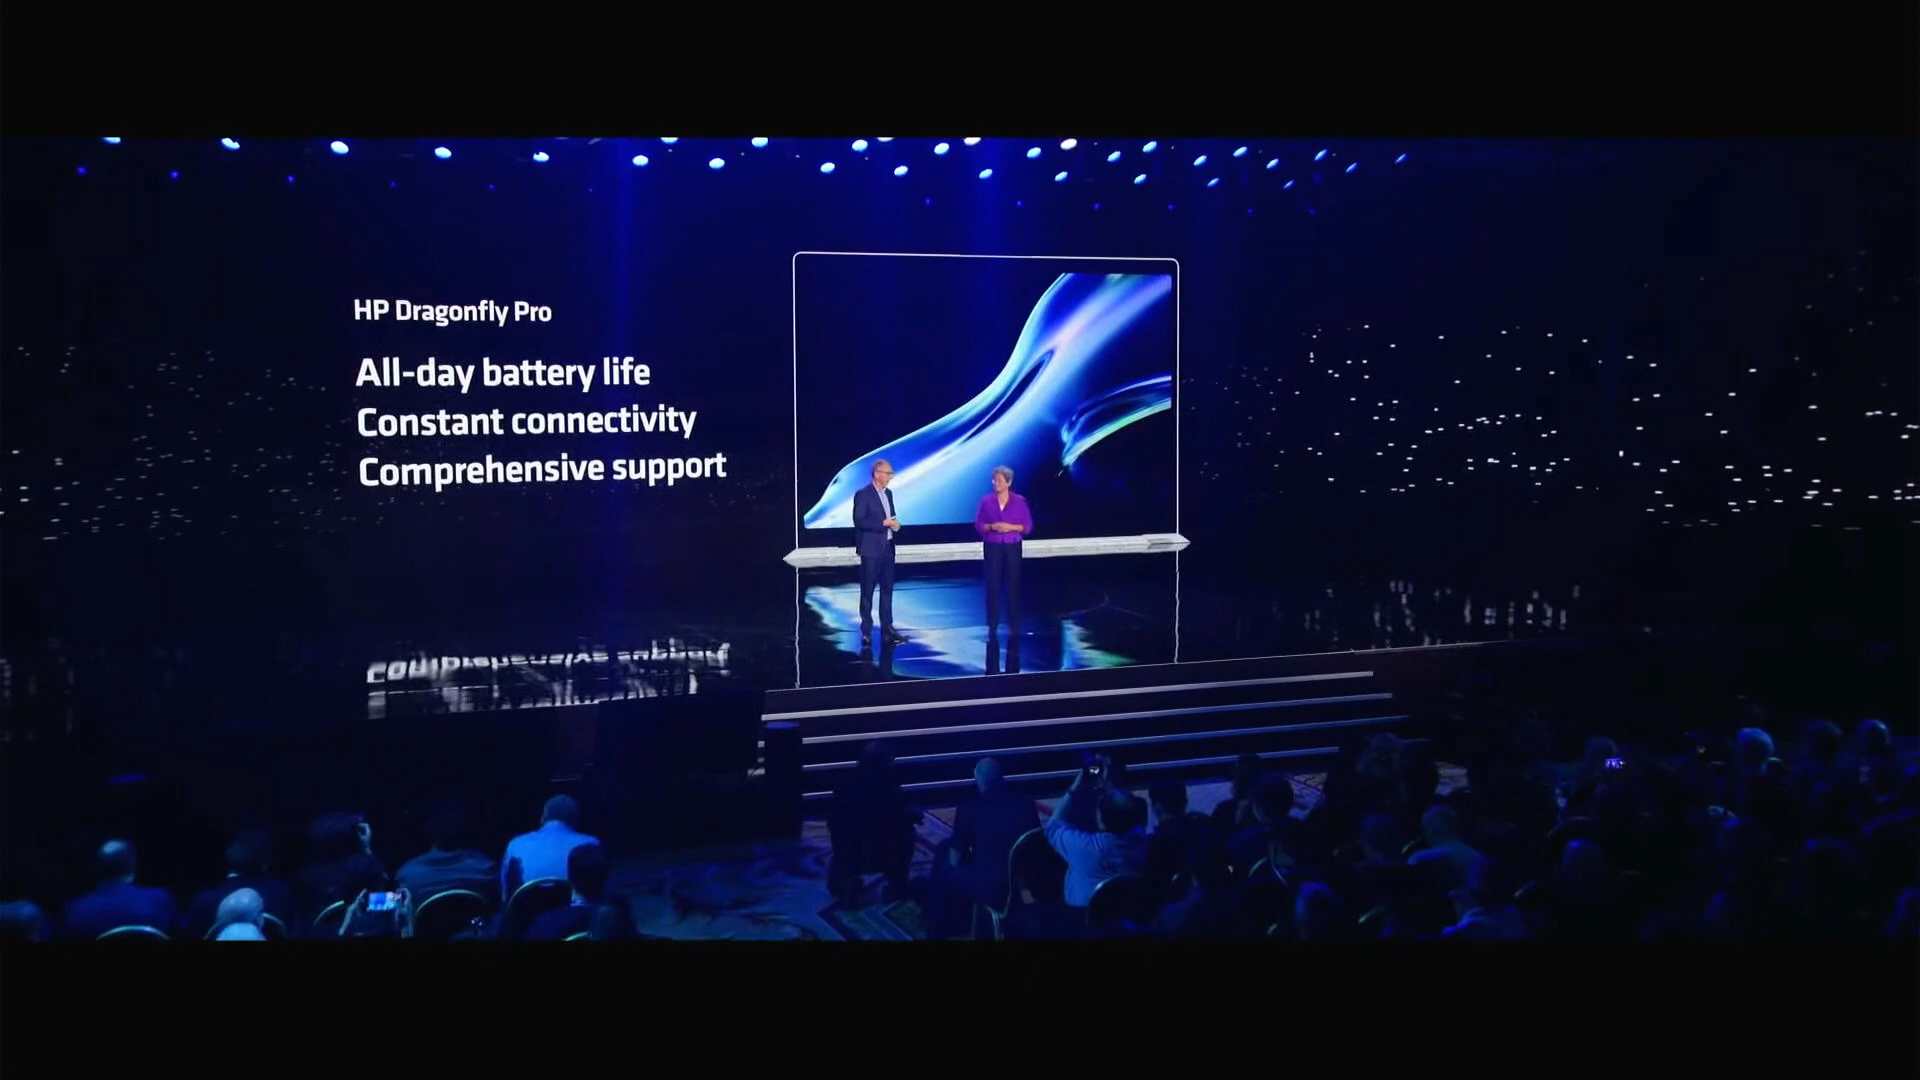 HP Dragonfly Pro
All-day battery life
Constant connectivity
Comprehensive support